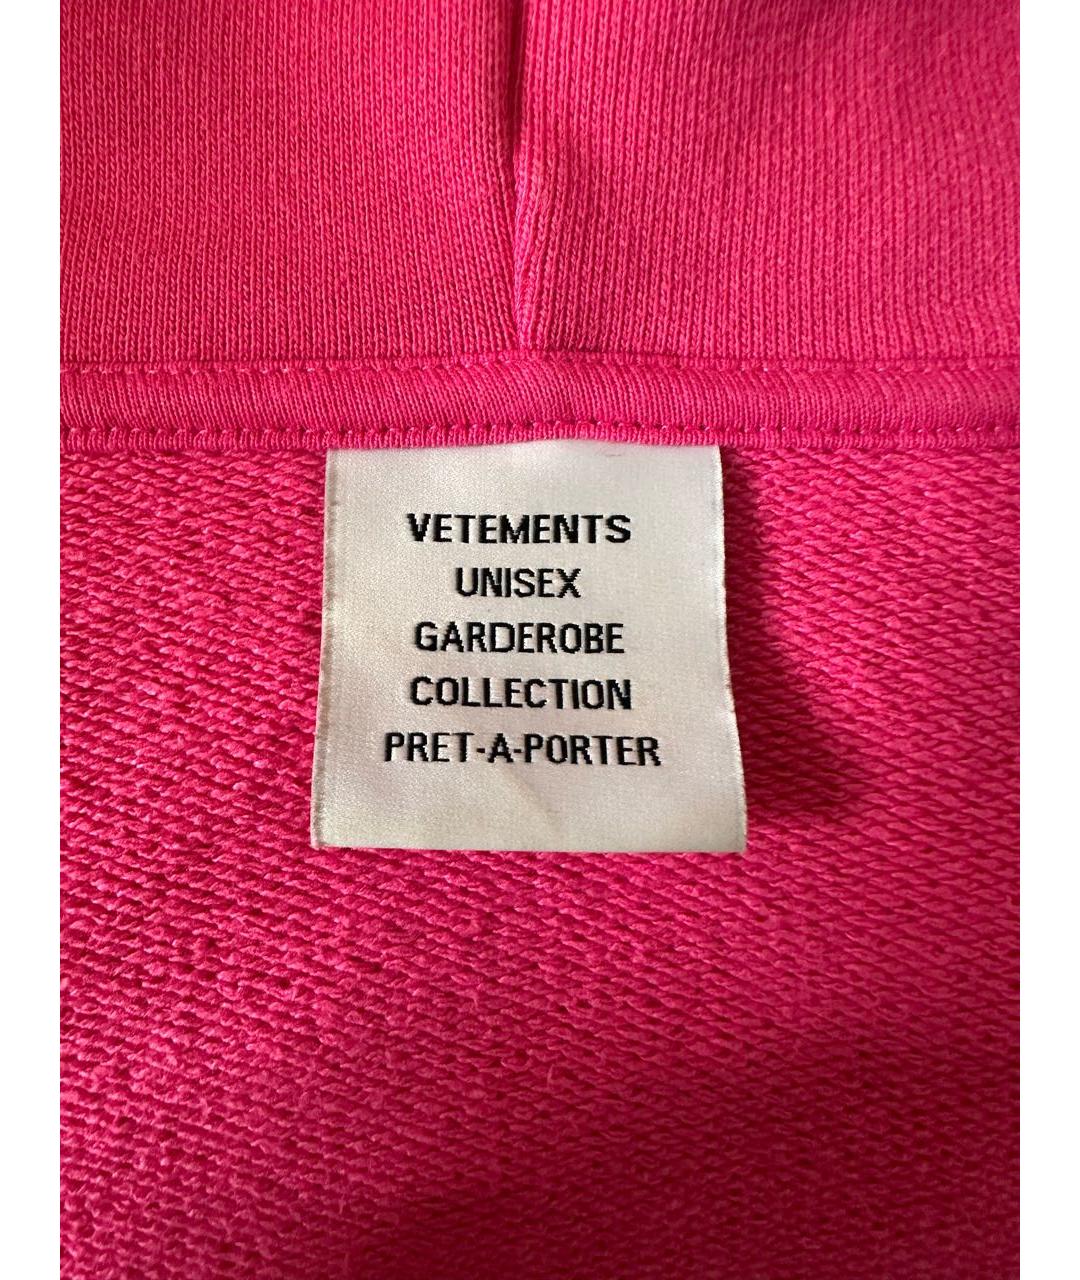 VETEMENTS
UNISEX
GARDEROBE
COLLECTION
PRET-A-PORTER